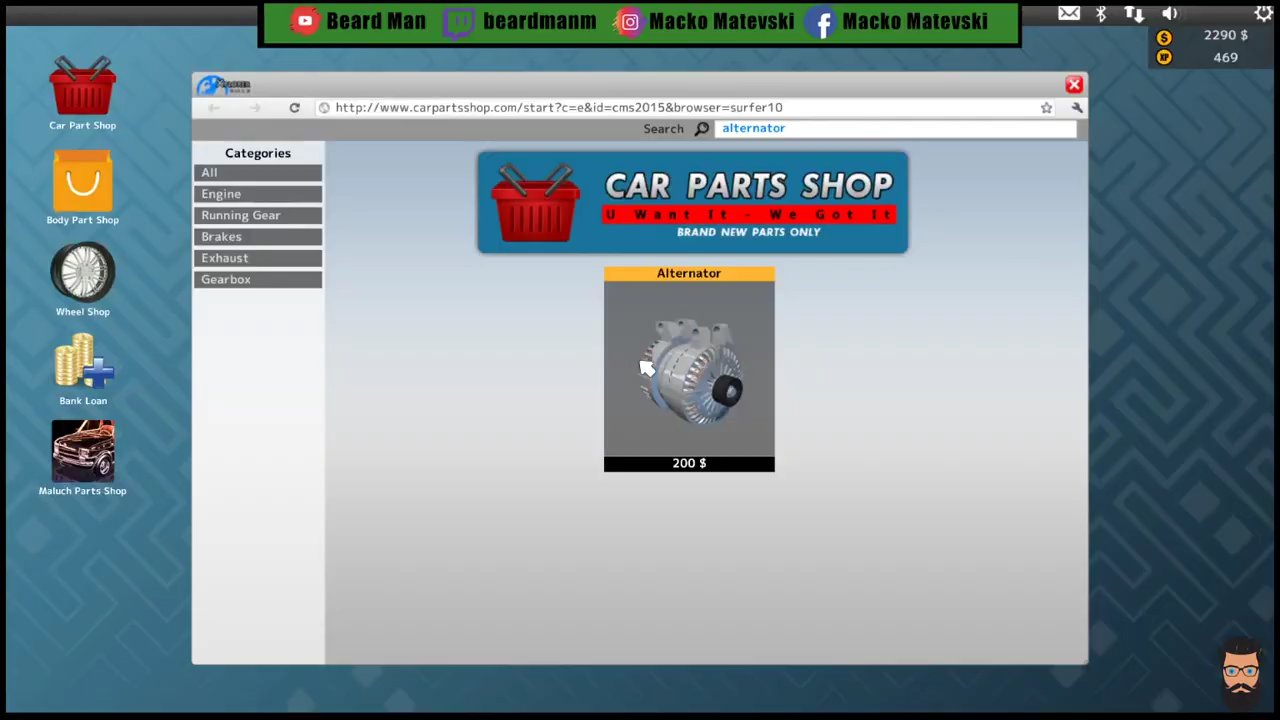 Beard Man beardmanm Macko Matevski Macko Matevski
2290 $
XP 469
http://www.carpartsshop.com/start?c=e&id=cms2015&browser=surfer10
Search alternator
Car Part Shop
Body Part Shop
Wheel Shop
Bank Loan
Maluch Parts Shop
Categories
All
Engine
Running Gear
Brakes
Exhaust
Gearbox
CAR PARTS SHOP
U Want It - We Got It
BRAND NEW PARTS ONLY
Alternator
200 $